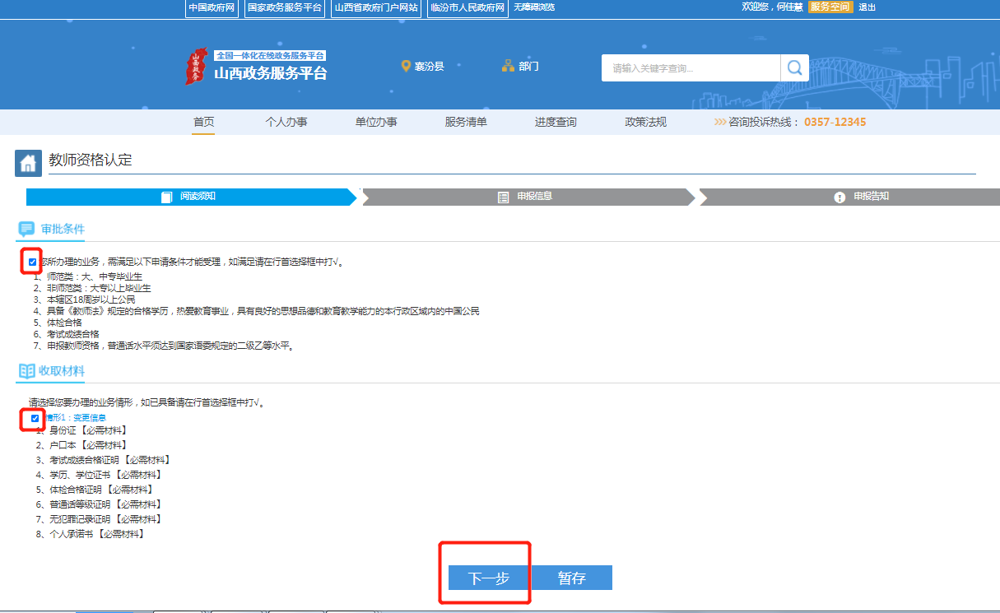 中国政府网 国家政务服务平台 山西省政府门户网站 临汾市人民政府网 无障碍浏览 欢迎您，何佳慧 服务空间 退出
山西政务
全国一体化在线政务服务平台
山西政务服务平台
襄汾县 部门 请输入关键字查询...
首页 个人办事 单位办事 服务清单 进度查询 政策法规 咨询投诉热线： 0357-12345
教师资格认定
阅读须知 申报信息 申报告知
审批条件
您所办理的业务，需满足以下申请条件才能受理，如满足请在行首选择框中打√。
1、师范类：大、中专毕业生
2、非师范类：大专以上毕业生
3、本辖区18周岁以上公民
4、具备《教师法》规定的合格学历，热爱教育事业，具有良好的思想品德和教育教学能力的本行政区域内的中国公民
5、体检合格
6、考试成绩合格
7、申报教师资格，普通话水平须达到国家语委规定的二级乙等水平。
收取材料
请选择您要办理的业务情形，如已具备请在行首选择框中打√。
情形1：变更信息
1、身份证 【必需材料】
2、户口本 【必需材料】
3、考试成绩合格证明 【必需材料】
4、学历、学位证书 【必需材料】
5、体检合格证明 【必需材料】
6、普通话等级证明 【必需材料】
7、无犯罪记录证明 【必需材料】
8、个人承诺书 【必需材料】
下一步 暂存